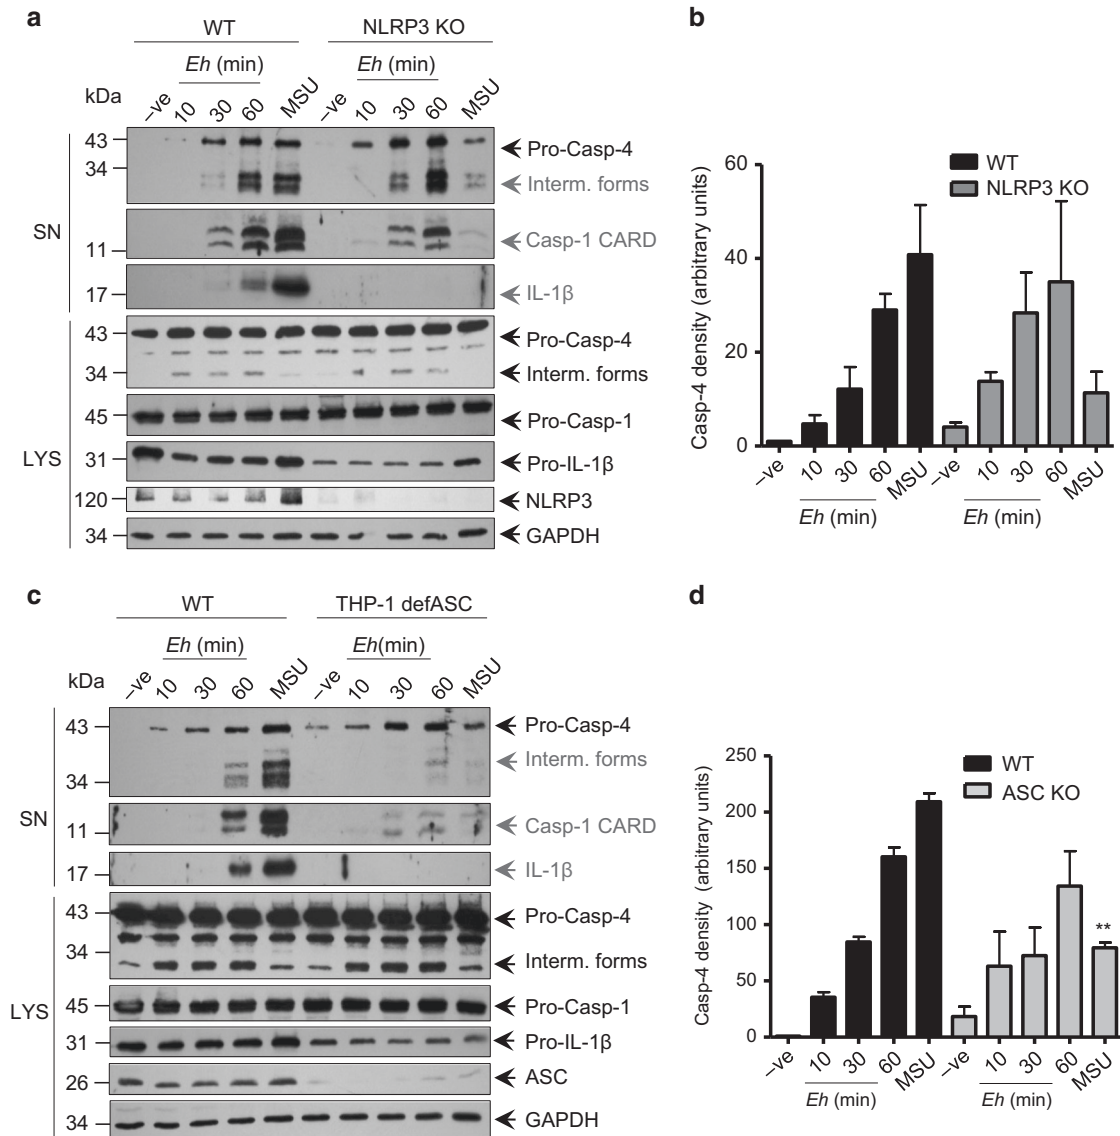 a
WT NLRP3 KO
Eh (min) Eh (min)
kDa –ve 10 30 60 MSU –ve 10 30 60 MSU
SN
43 Pro-Casp-4
34 Interm. forms
11 Casp-1 CARD
17 IL-1β
LYS
43 Pro-Casp-4
34 Interm. forms
45 Pro-Casp-1
31 Pro-IL-1β
120 NLRP3
34 GAPDH
b
Casp-4 density (arbitrary units)
60
40
20
0
WT
NLRP3 KO
–ve 10 30 60 MSU –ve 10 30 60 MSU
Eh (min) Eh (min)
c
WT THP-1 defASC
Eh (min) Eh(min)
kDa –ve 10 30 60 MSU –ve 10 30 60 MSU
SN
43 Pro-Casp-4
Interm. forms
34
11 Casp-1 CARD
17 IL-1β
LYS
43 Pro-Casp-4
34
Interm. forms
45 Pro-Casp-1
31 Pro-IL-1β
26 ASC
34 GAPDH
d
Casp-4 density (arbitrary units)
250
200
150
100
50
0
WT
ASC KO
**
–ve 10 30 60 MSU –ve 10 30 60 MSU
Eh (min) Eh (min)